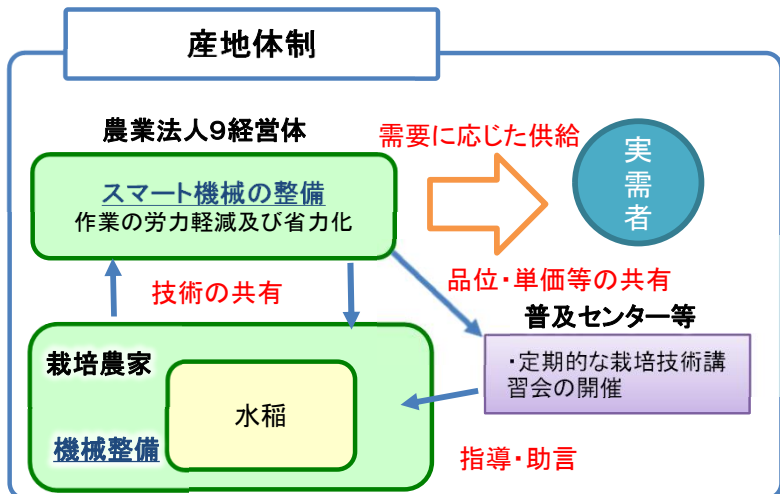 産地体制
農業法人９経営体
需要に応じた供給
実需者
スマート機械の整備
作業の労力軽減及び省力化
技術の共有
品位・単価等の共有
普及センター等
・定期的な栽培技術講
習会の開催
栽培農家
水稲
機械整備
指導・助言